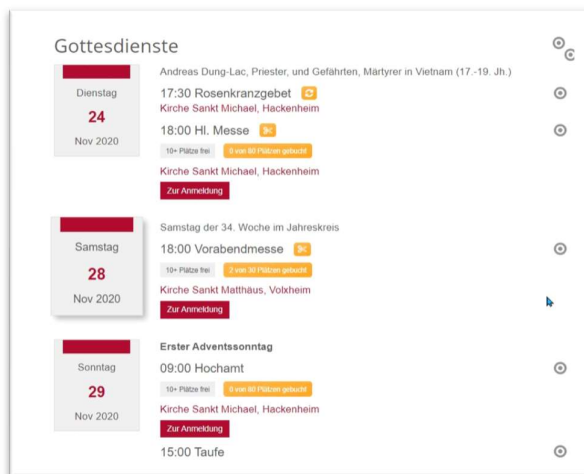 Gottesdienste
Andreas Dung-Lac, Priester, und Gefährten, Märtyrer in Vietnam (17.-19. Jh.)
Dienstag
24
Nov 2020
17:30 Rosenkranzgebet
Kirche Sankt Michael, Hackenheim
18:00 Hl. Messe
10+ Plätze frei 0 von 80 Plätzen gebucht
Kirche Sankt Michael, Hackenheim
Zur Anmeldung
Samstag der 34. Woche im Jahreskreis
Samstag
28
Nov 2020
18:00 Vorabendmesse
10+ Plätze frei 2 von 30 Plätzen gebucht
Kirche Sankt Matthäus, Volxheim
Zur Anmeldung
Erster Adventssonntag
Sonntag
29
Nov 2020
09:00 Hochamt
10+ Plätze frei 0 von 80 Plätzen gebucht
Kirche Sankt Michael, Hackenheim
Zur Anmeldung
15:00 Taufe